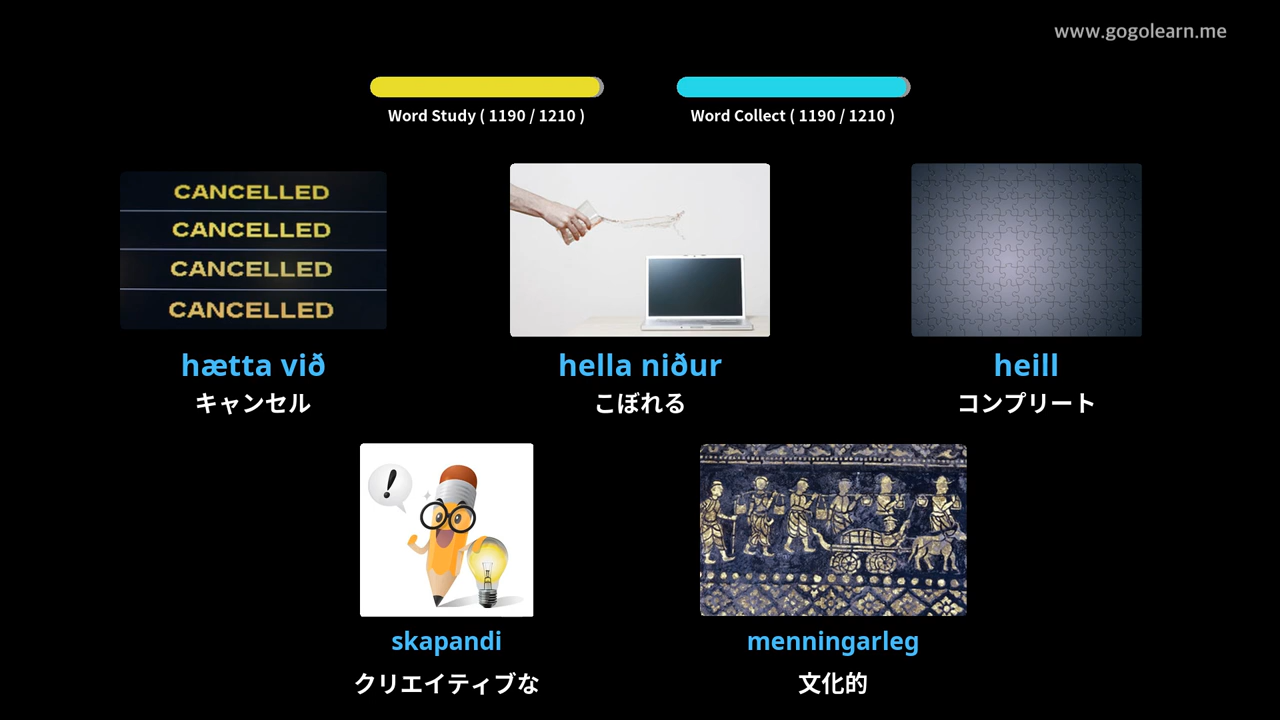 www.gogolearn.me
Word Study ( 1190 / 1210 )
Word Collect ( 1190 / 1210 )
CANCELLED
CANCELLED
CANCELLED
CANCELLED
hætta við
キャンセル
hella niður
こぼれる
heill
コンプリート
!
skapandi
クリエイティブな
menningarleg
文化的